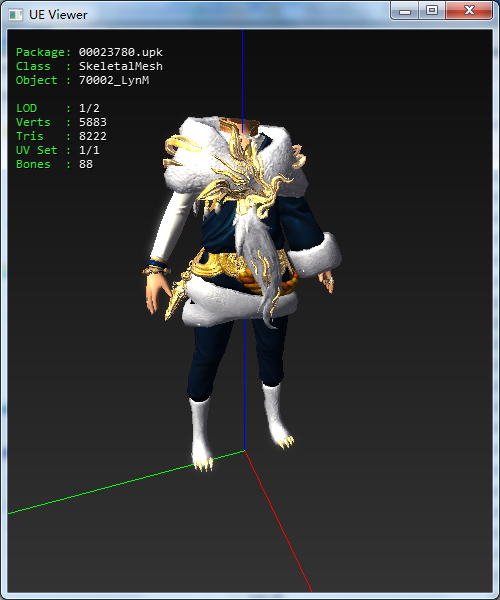 UE Viewer
Package: 00023780.upk
Class  : SkeletalMesh
Object : 70002_LynM
LOD    : 1/2
Verts  : 5883
Tris   : 8222
UV Set : 1/1
Bones  : 88